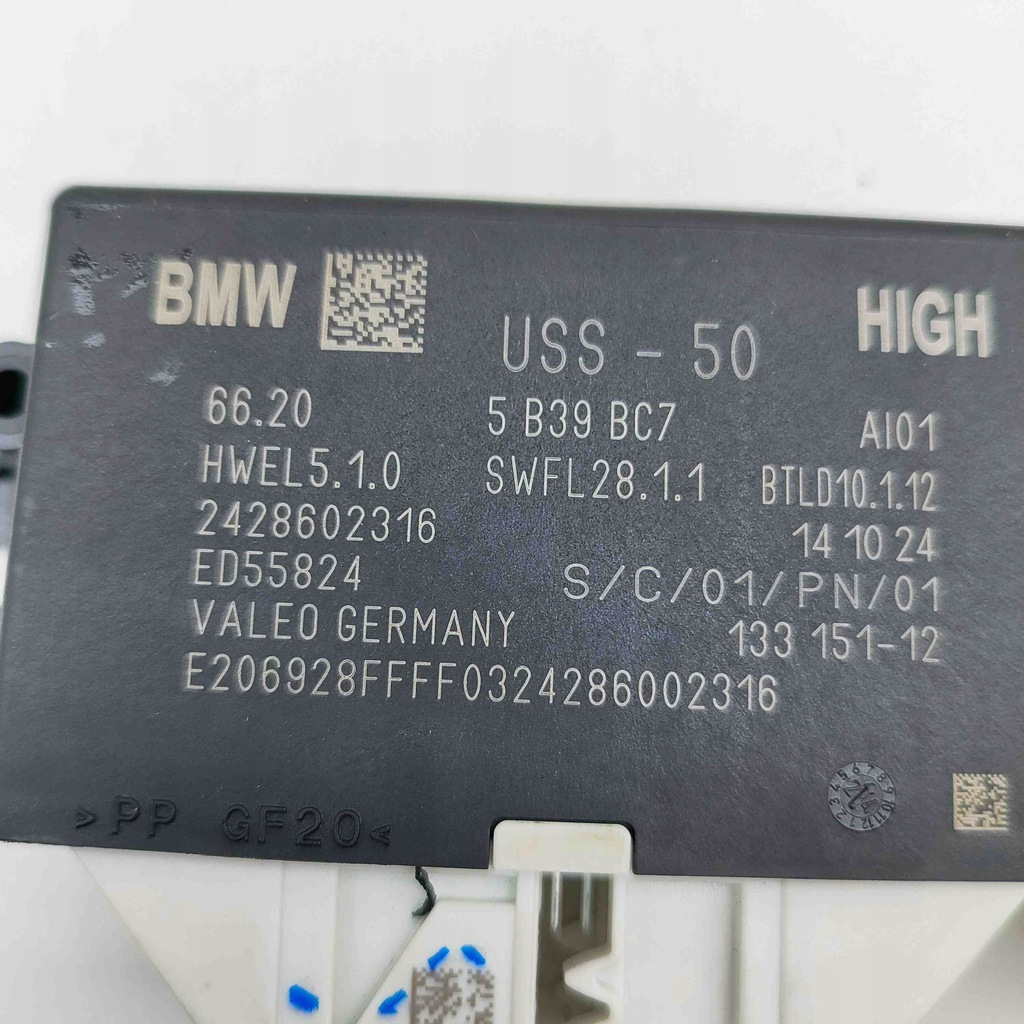 BMW
USS - 50
HIGH
66.20 5 B39 BC7 AI01
HWEL5.1.0 SWFL28.1.1 BTLD10.1.12
2428602316 14 10 24
ED55824 S/C/01/PN/01
VALEO GERMANY 133 151-12
E206928FFFF0324286002316
>PP GF20<